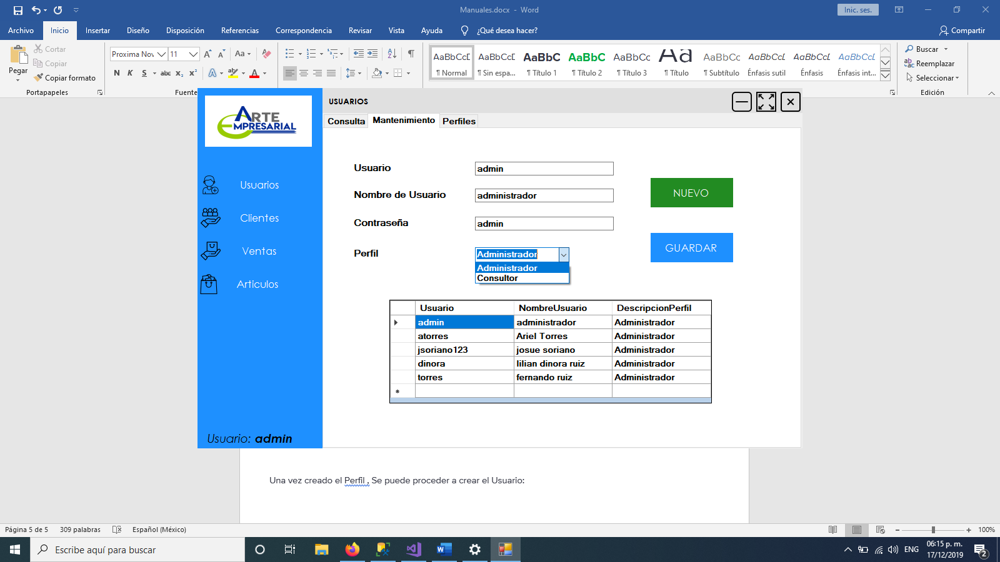 Manuales.docx - Word
Inic. ses.
Archivo Inicio Insertar Diseño Disposición Referencias Correspondencia Revisar Vista Ayuda ¿Qué desea hacer? Compartir
Pegar
Cortar
Copiar
Copiar formato
Portapapeles
Proxima Nov 11
N K S abc x₂ x²
Fuente
AaBbCcD AaBbCcD AaBbC AaBbC AaBbCc Aa AaBbCc AaBbCcL AaBbCcL AaBbCcL
¶ Normal ¶ Sin espa... ¶ Título 1 ¶ Título 2 ¶ Título 3 ¶ Título ¶ Subtítulo Énfasis sutil Énfasis Énfasis int...
Buscar
Reemplazar
Seleccionar
Edición
ARTE
EMPRESARIAL
Usuarios
Clientes
Ventas
Articulos
Usuario: admin
USUARIOS
Consulta Mantenimiento Perfiles
Usuario admin
Nombre de Usuario administrador
Contraseña admin
Perfil Administrador
Administrador
Consultor
NUEVO
GUARDAR
Usuario NombreUsuario DescripcionPerfil
admin administrador Administrador
atorres Ariel Torres Administrador
jsoriano123 josue soriano Administrador
dinora lilian dinora ruiz Administrador
torres fernando ruiz Administrador
Una vez creado el Perfil , Se puede proceder a crear el Usuario:
Página 5 de 5 309 palabras Español (México) 100%
Escribe aquí para buscar
ENG
06:15 p. m.
17/12/2019
2